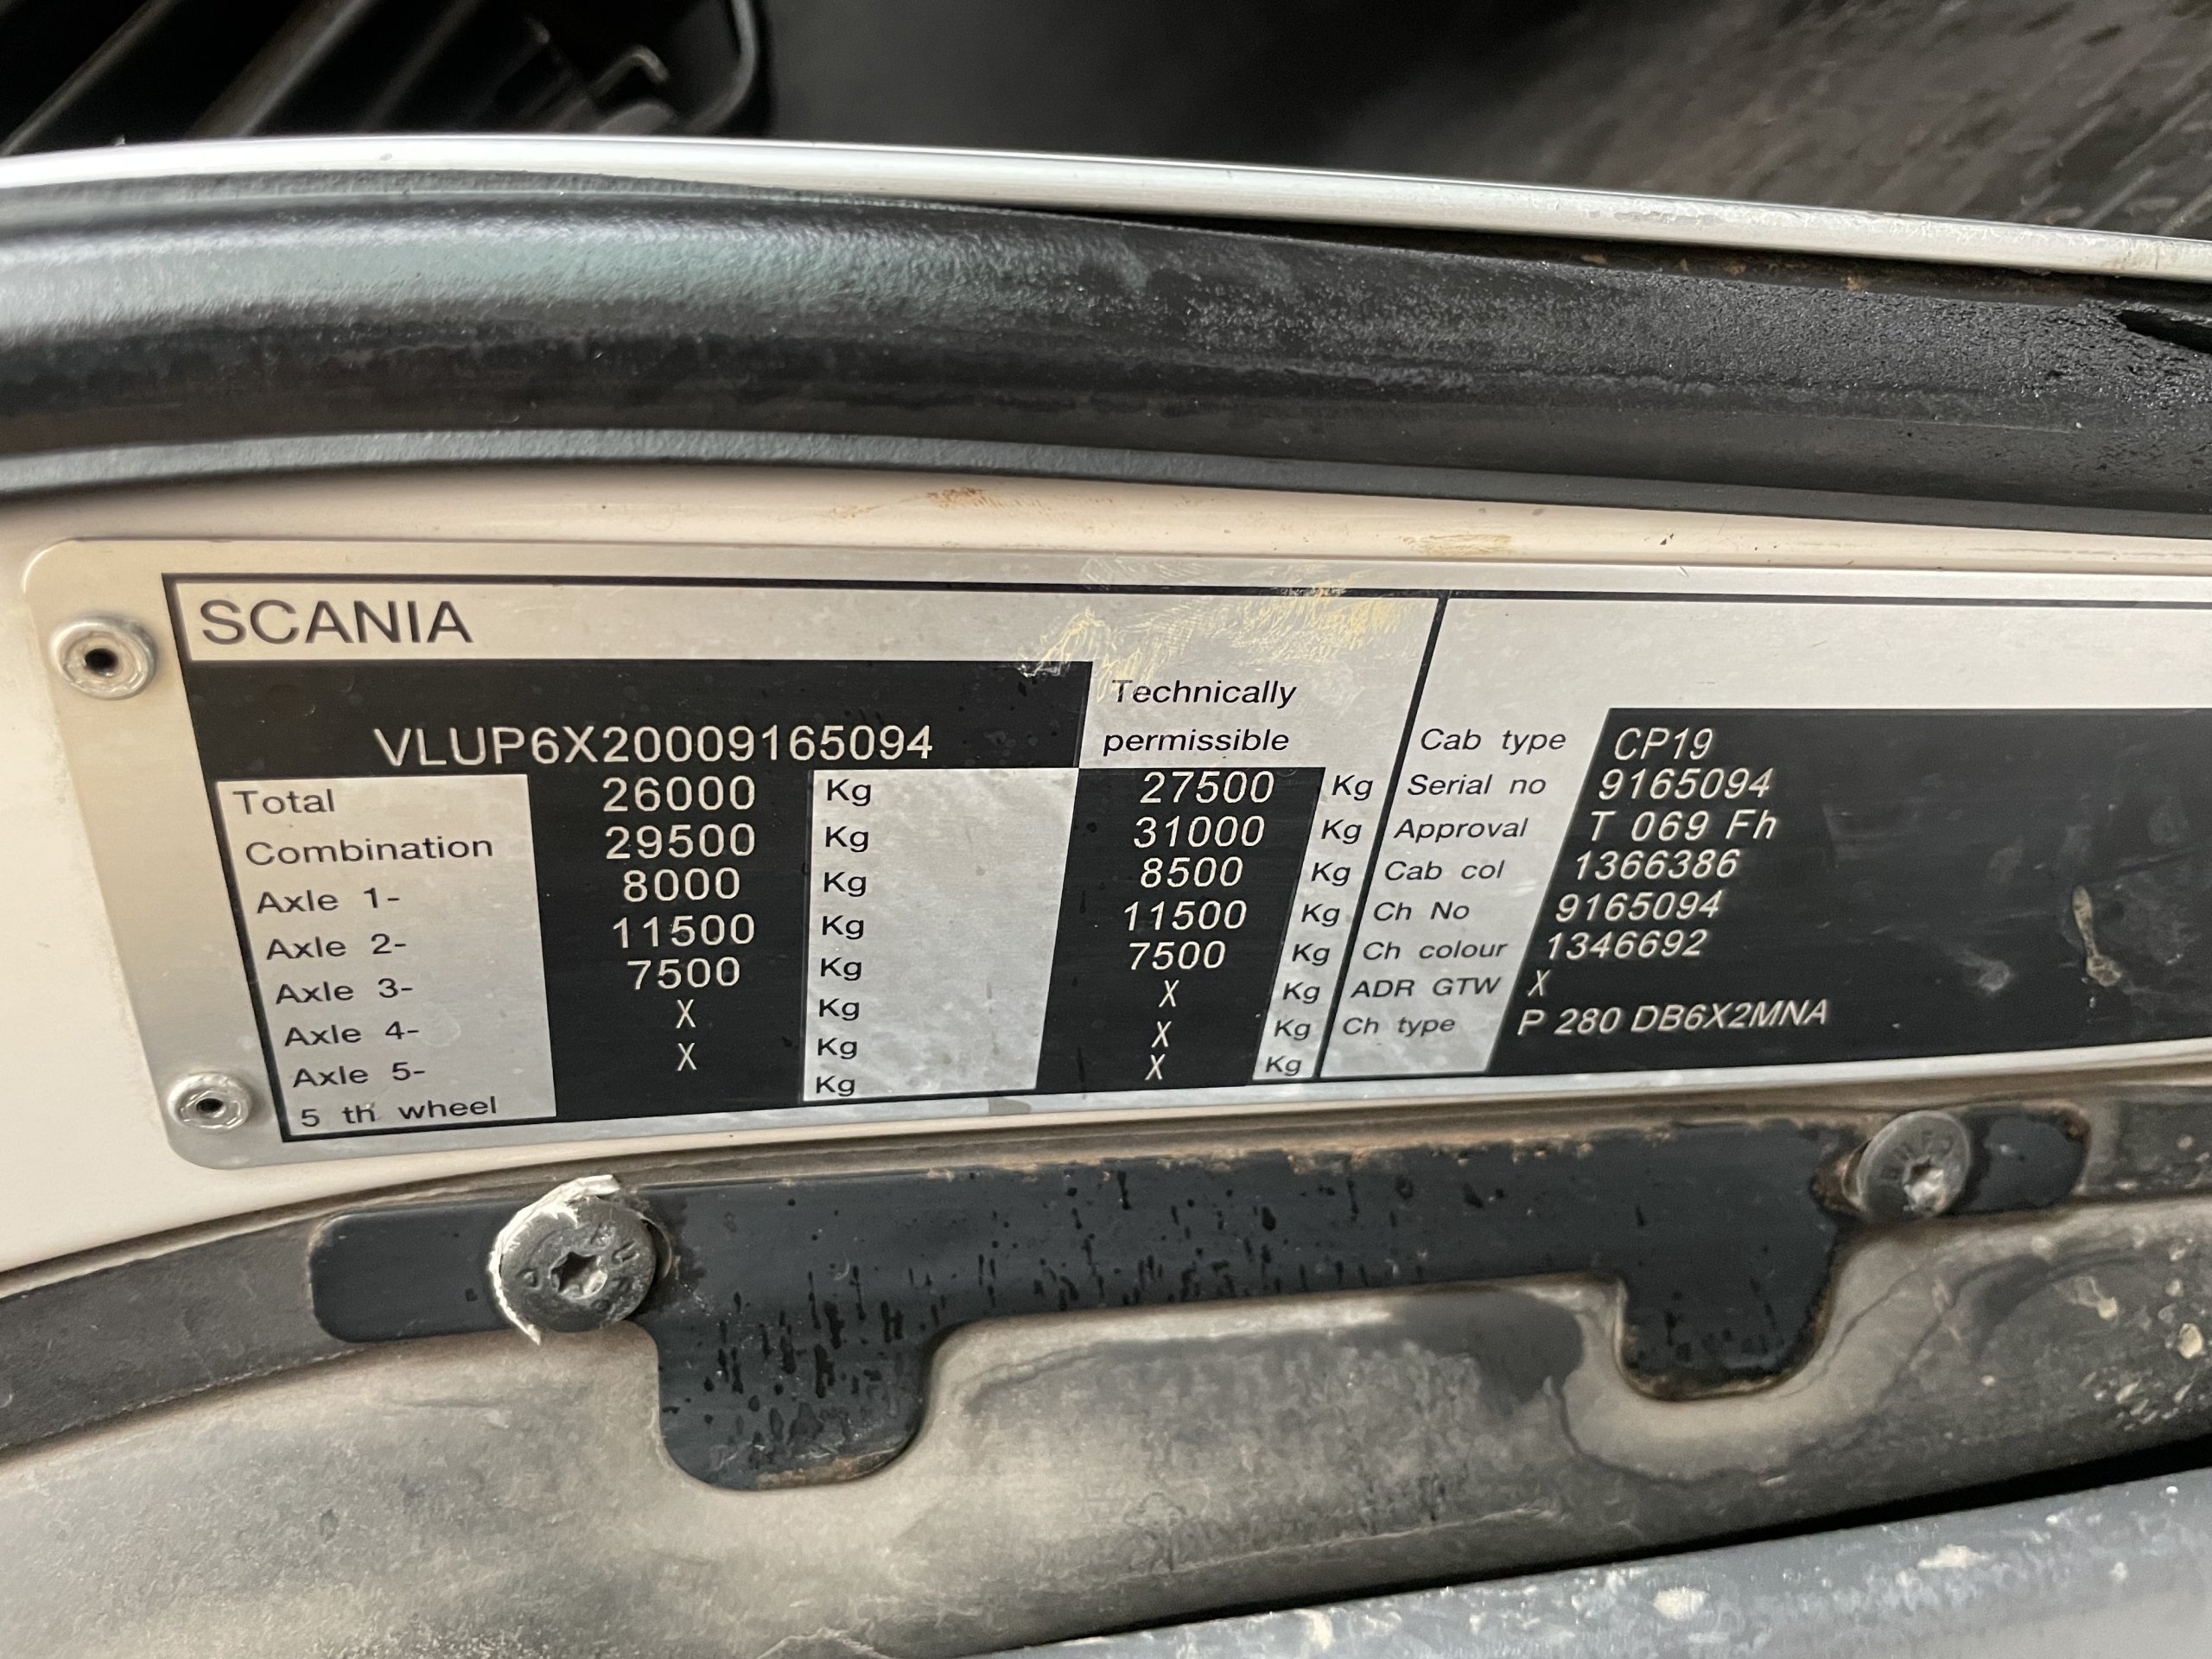 SCANIA
VLUP6X20009165094
Technically
permissible
Total 26000 Kg 27500 Kg
Combination 29500 Kg 31000 Kg
Axle 1- 8000 Kg 8500 Kg
Axle 2- 11500 Kg 11500 Kg
Axle 3- 7500 Kg 7500 Kg
Axle 4- X Kg X Kg
Axle 5- X Kg X Kg
5 th wheel Kg X Kg
Cab type CP19
Serial no 9165094
Approval T 069 Fh
Cab col 1366386
Ch No 9165094
Ch colour 1346692
ADR GTW X
Ch type P 280 DB6X2MNA